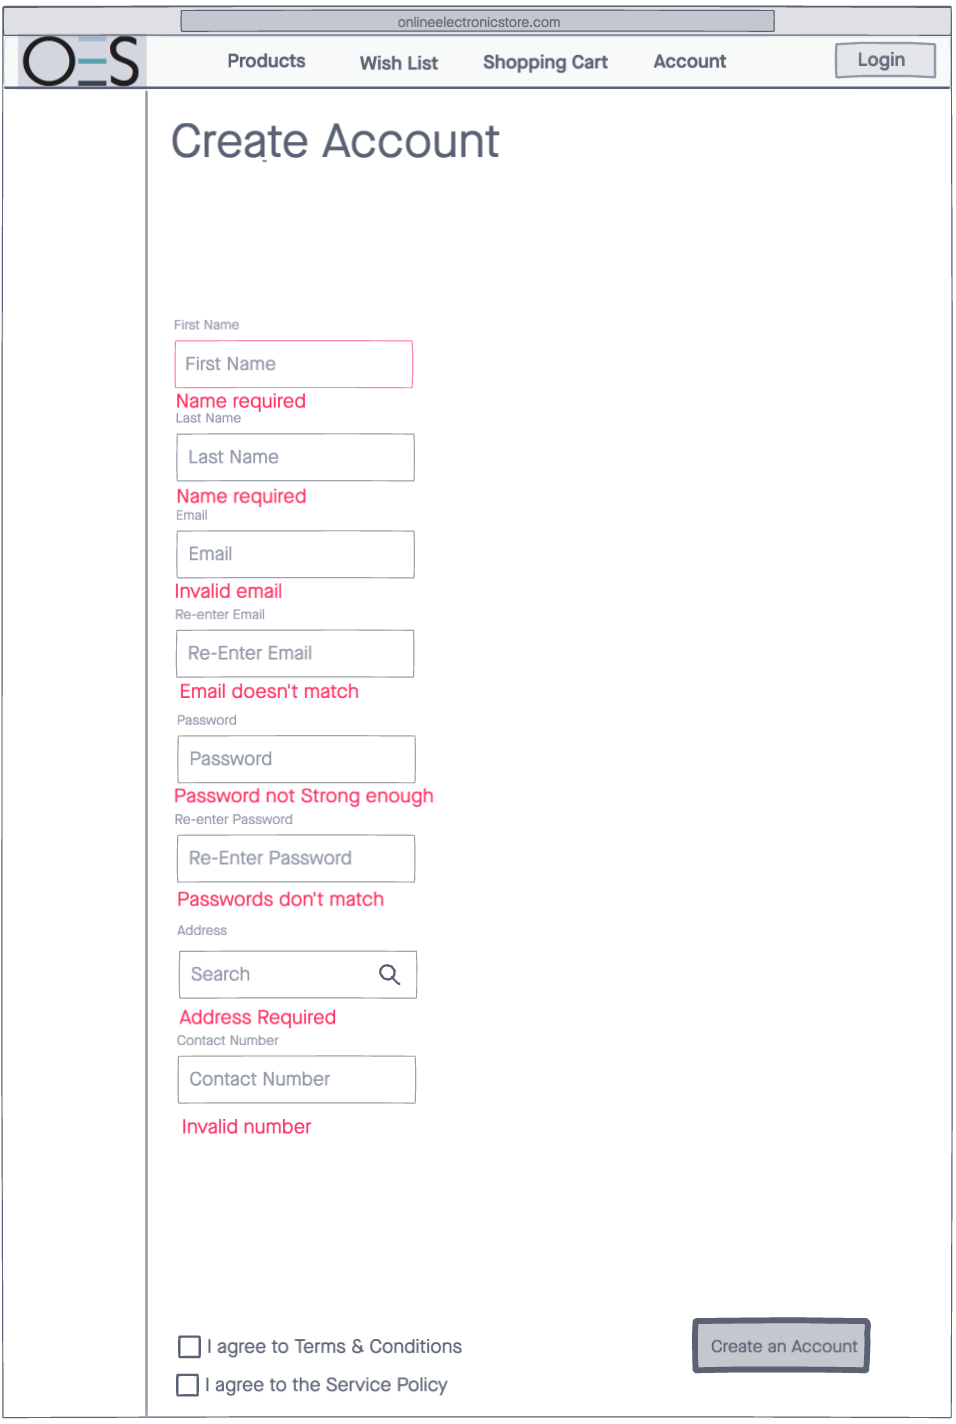 onlineelectronicstore.com
OES
Products Wish List Shopping Cart Account Login
Create Account
First Name
First Name
Name required
Last Name
Last Name
Name required
Email
Email
Invalid email
Re-enter Email
Re-Enter Email
Email doesn't match
Password
Password
Password not Strong enough
Re-enter Password
Re-Enter Password
Passwords don't match
Address
Search
Address Required
Contact Number
Contact Number
Invalid number
I agree to Terms & Conditions
Create an Account
I agree to the Service Policy